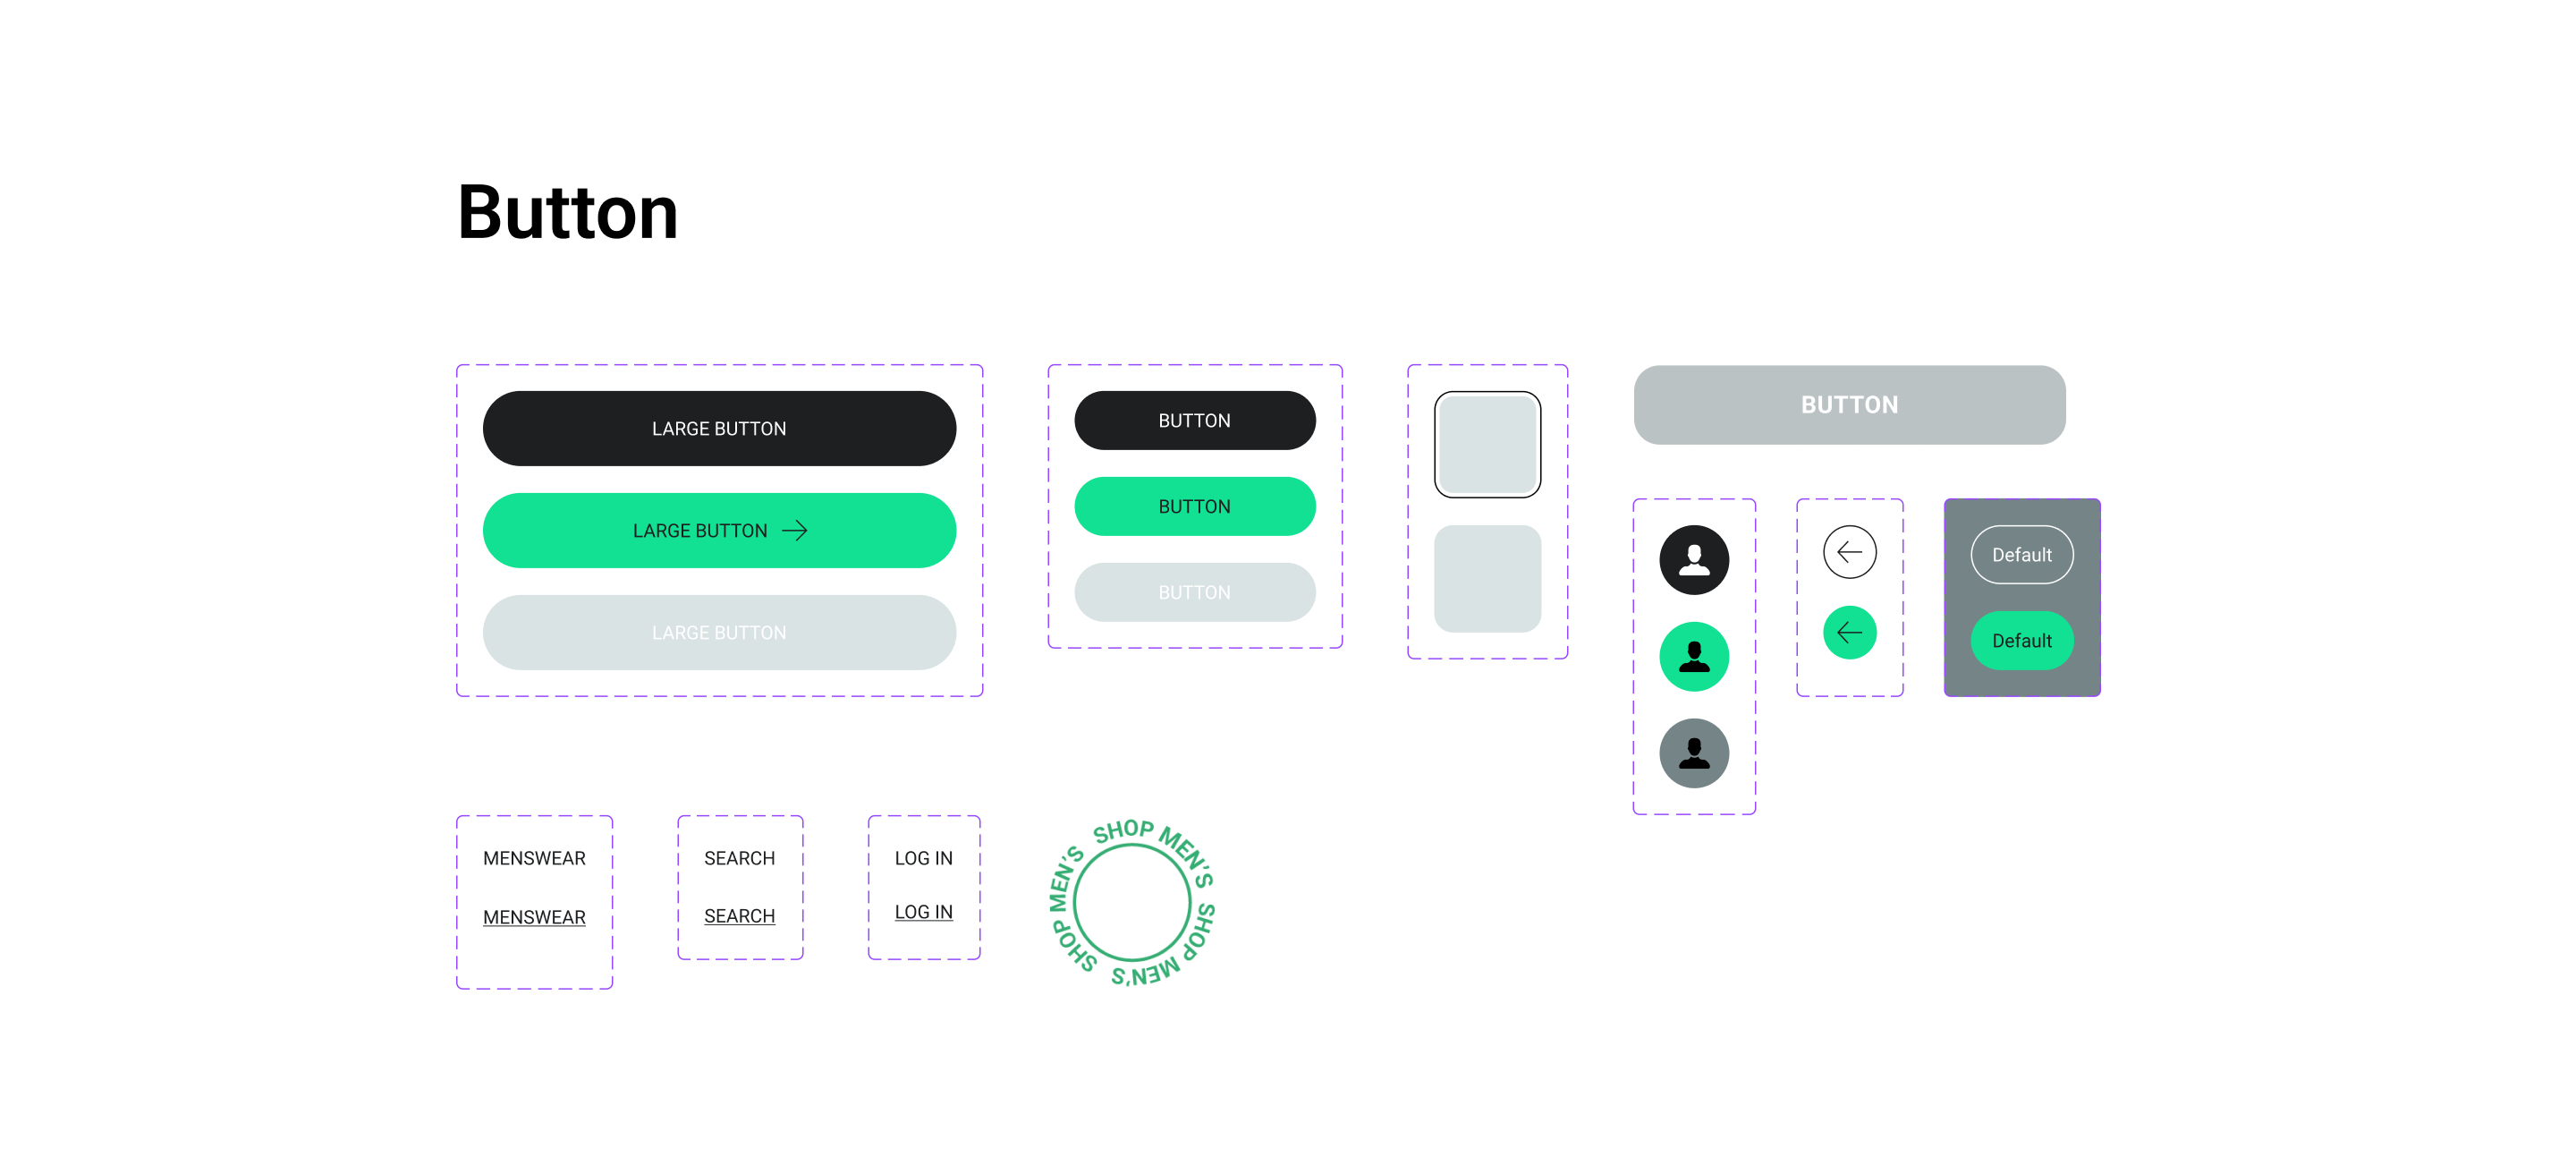 Button
LARGE BUTTON
LARGE BUTTON
LARGE BUTTON
BUTTON
BUTTON
BUTTON
BUTTON
Default
Default
MENSWEAR
MENSWEAR
SEARCH
SEARCH
LOG IN
LOG IN
SHOP MEN'S SHOP MEN'S SHOP MEN'S